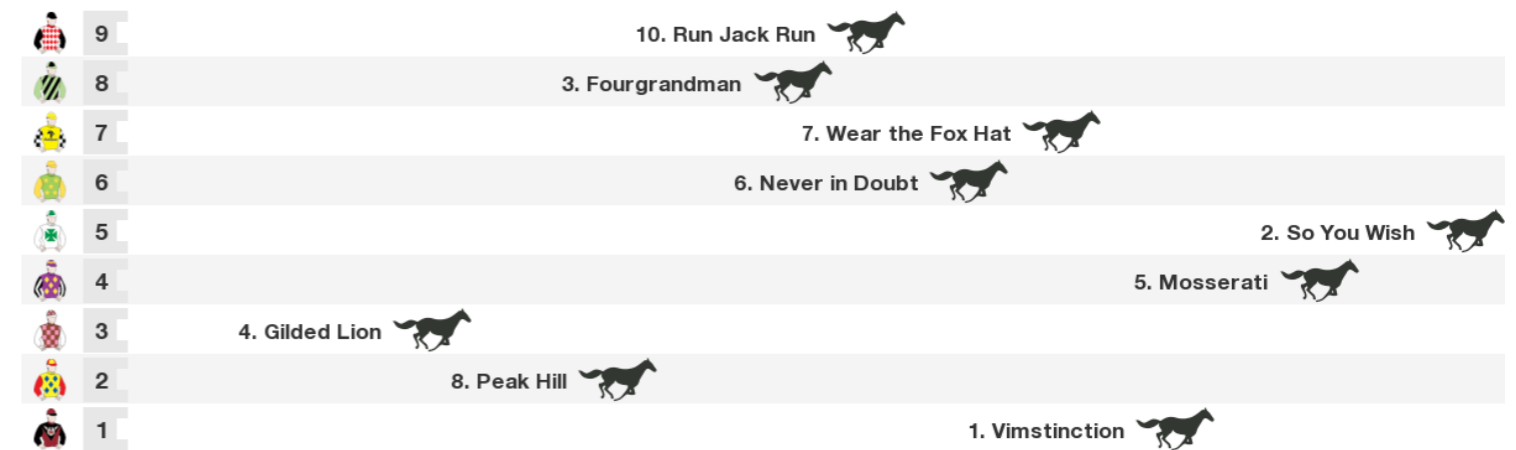 9 10. Run Jack Run
8 3. Fourgrandman
7 7. Wear the Fox Hat
6 6. Never in Doubt
5 2. So You Wish
4 5. Mosserati
3 4. Gilded Lion
2 8. Peak Hill
1 1. Vimstinction